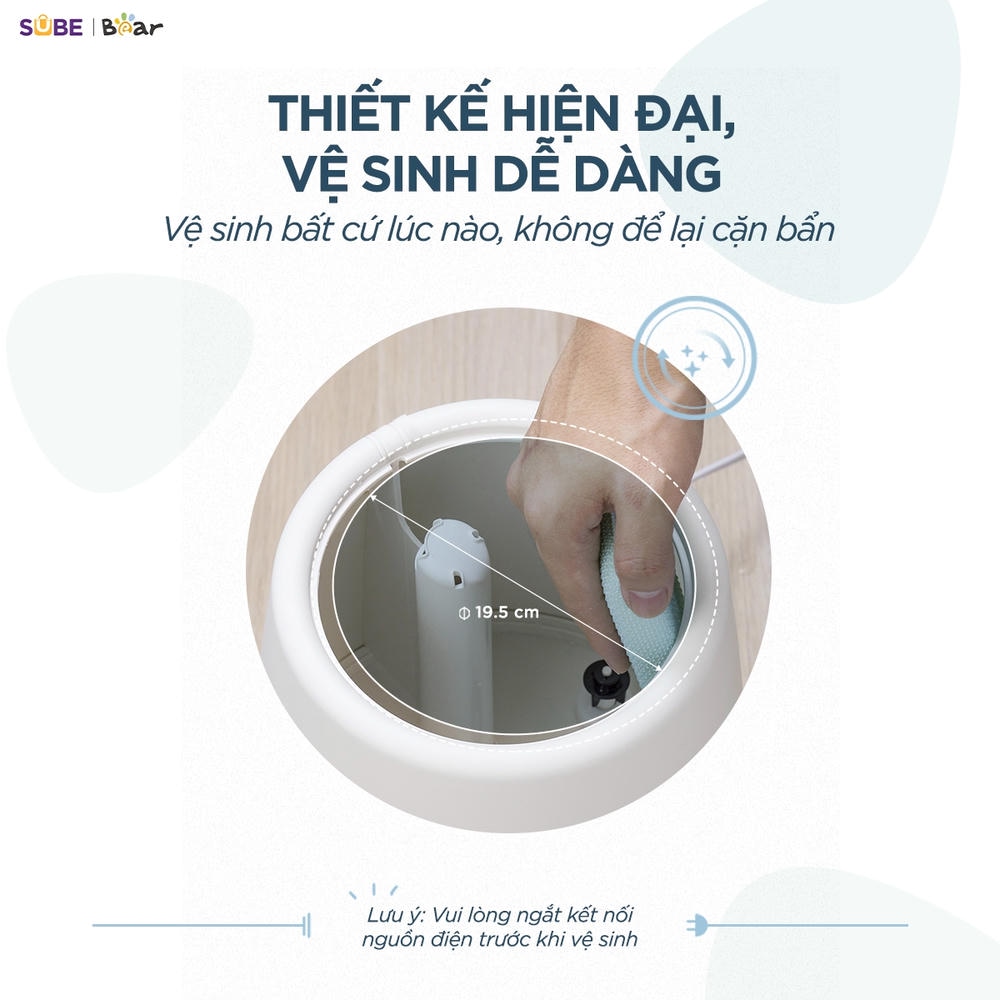 SUBE | Bear
THIẾT KẾ HIỆN ĐẠI,
VỆ SINH DỄ DÀNG
Vệ sinh bất cứ lúc nào, không để lại cặn bẩn
⌀ 19.5 cm
Lưu ý: Vui lòng ngắt kết nối
nguồn điện trước khi vệ sinh